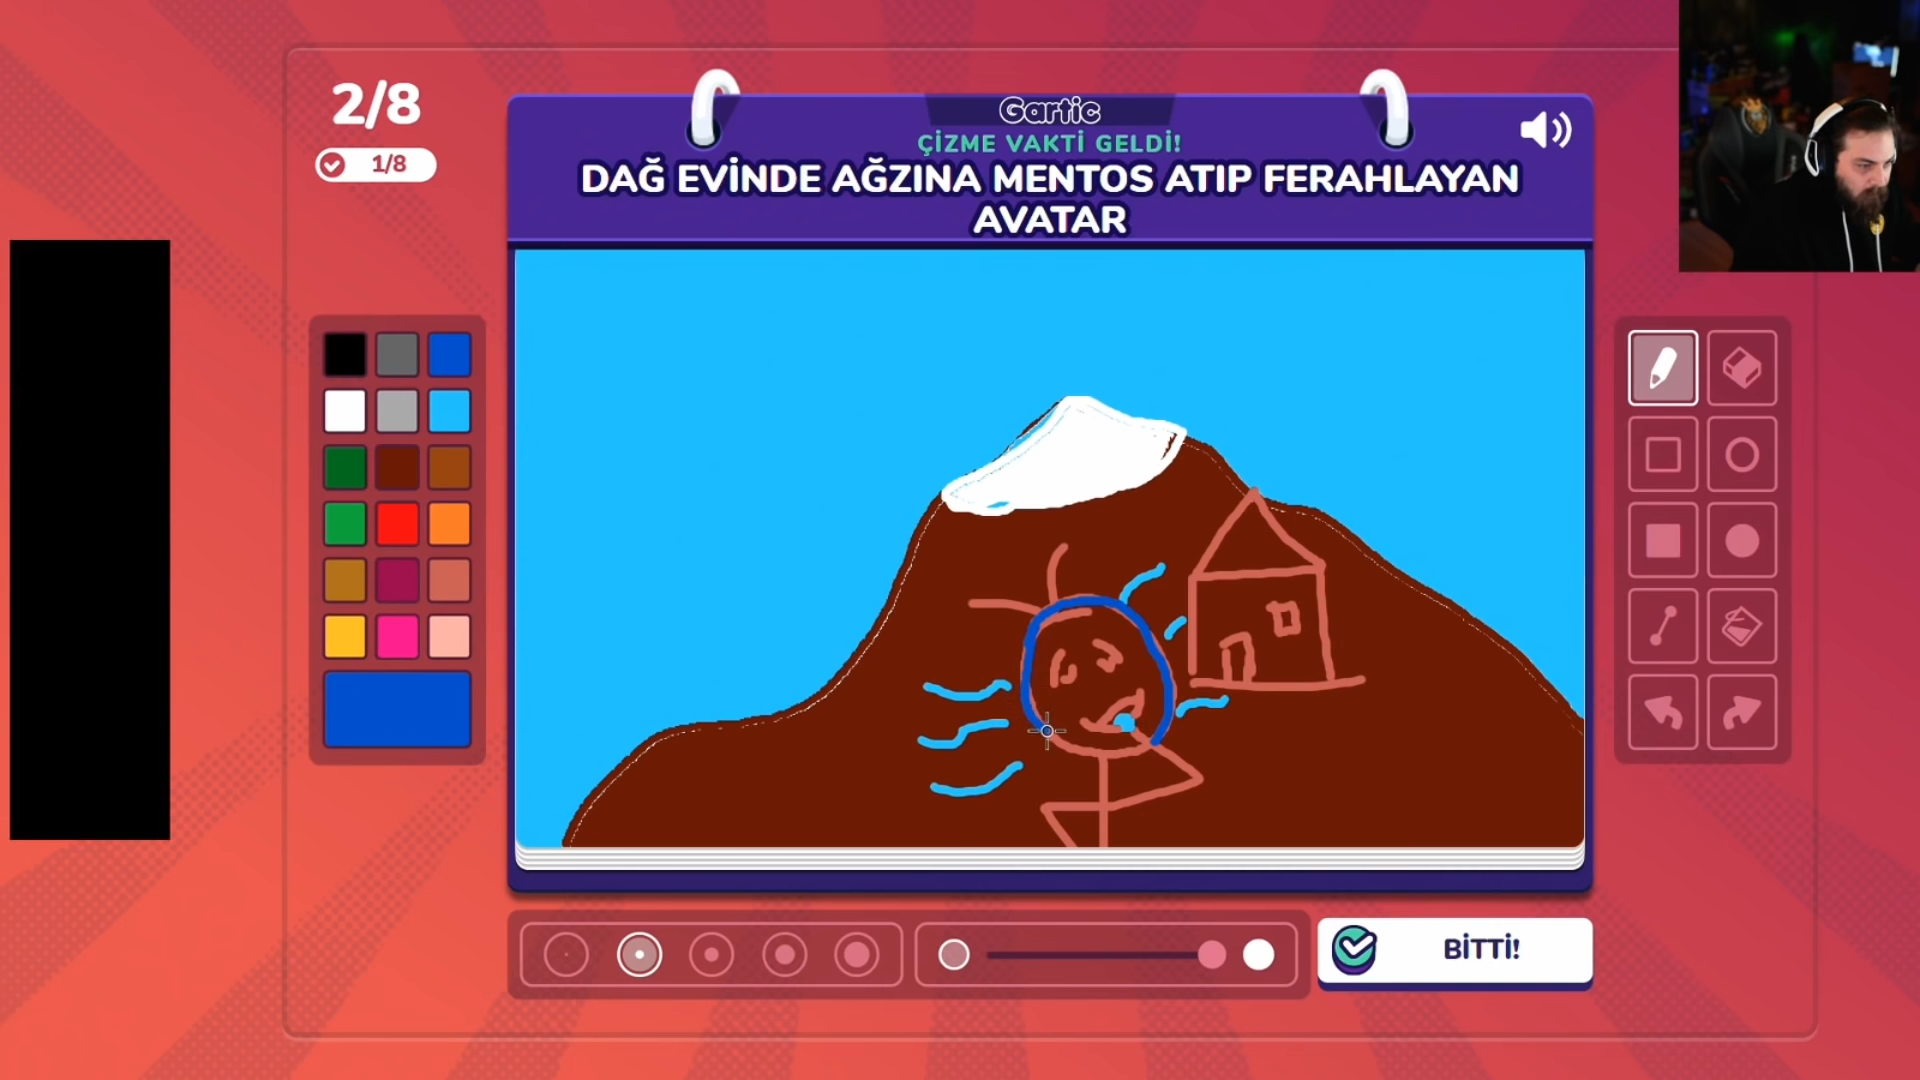 2/8
1/8
Gartic
ÇİZME VAKTİ GELDİ!
DAĞ EVİNDE AĞZINA MENTOS ATIP FERAHLAYAN
AVATAR
BİTTİ!